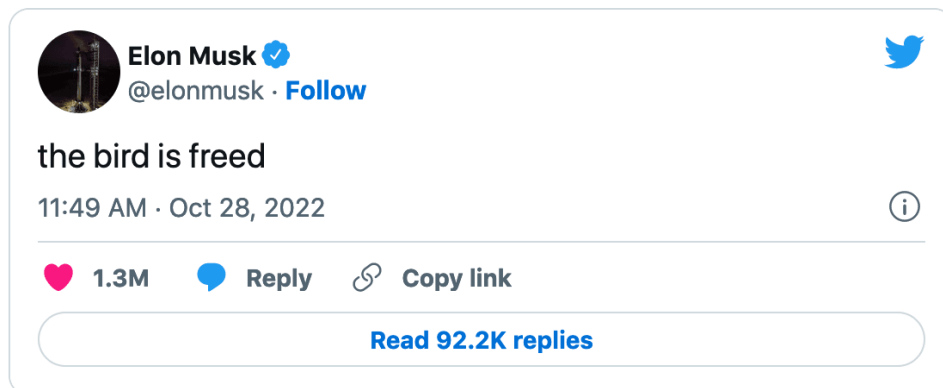 Elon Musk
@elonmusk · Follow
the bird is freed
11:49 AM · Oct 28, 2022
1.3M Reply Copy link
Read 92.2K replies